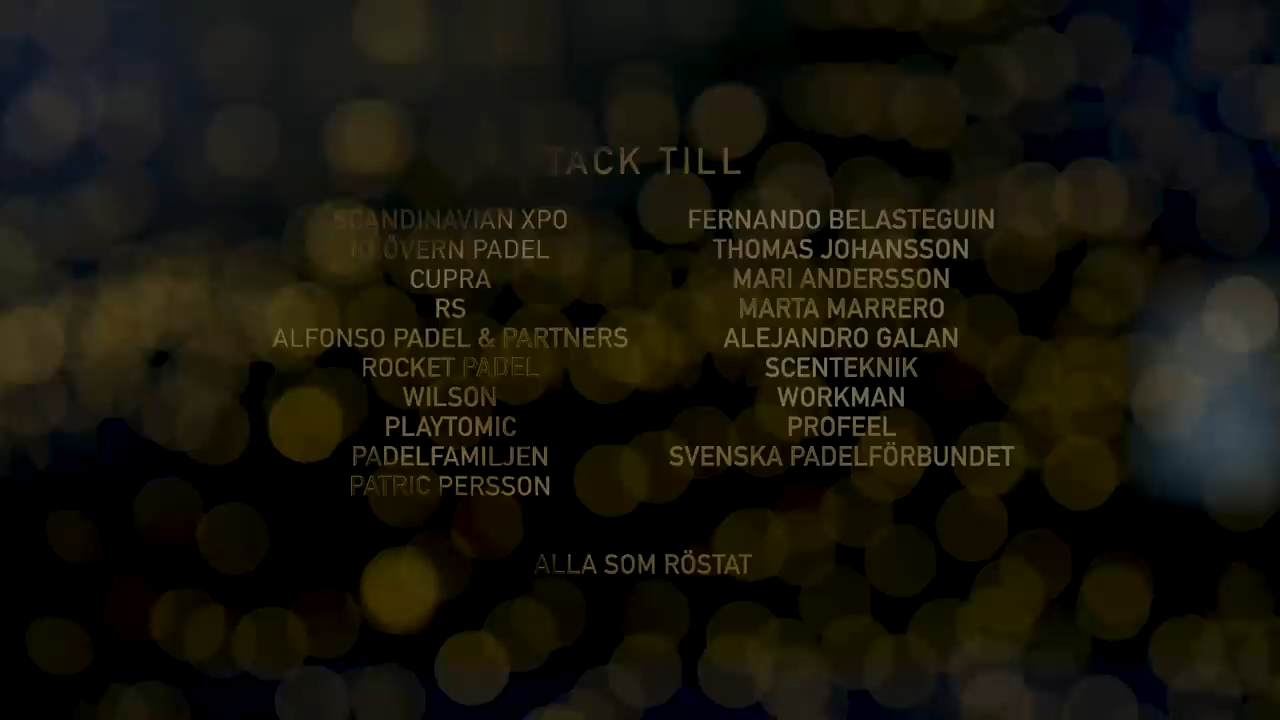 TACK TILL
SCANDINAVIAN XPO
KLÖVERN PADEL
CUPRA
RS
ALFONSO PADEL & PARTNERS
ROCKET PADEL
WILSON
PLAYTOMIC
PADELFAMILJEN
PATRIC PERSSON
FERNANDO BELASTEGUIN
THOMAS JOHANSSON
MARI ANDERSSON
MARTA MARRERO
ALEJANDRO GALAN
SCENTEKNIK
WORKMAN
PROFEEL
SVENSKA PADELFÖRBUNDET
ALLA SOM RÖSTAT